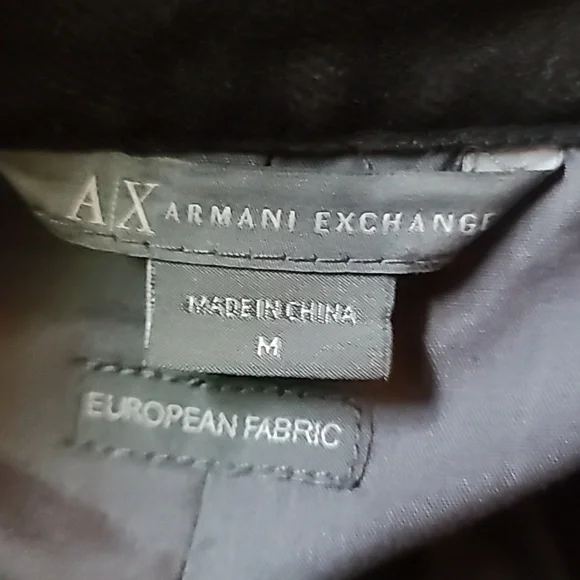 A|X ARMANI EXCHANGE
MADE IN CHINA
M
EUROPEAN FABRIC